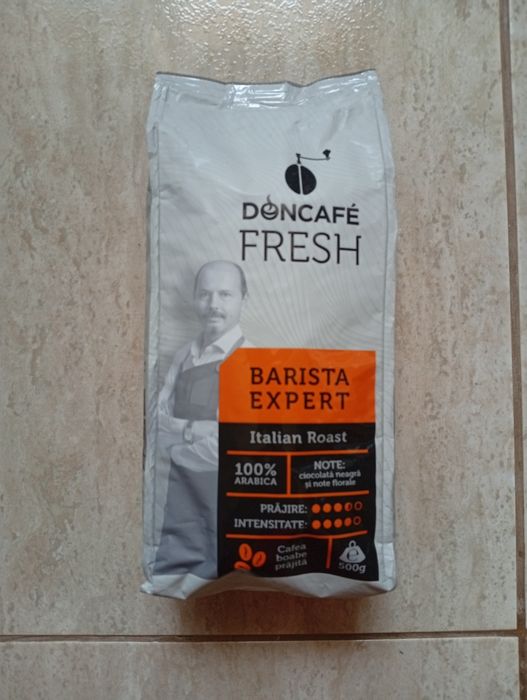 DONCAFÉ
FRESH
BARISTA
EXPERT
Italian Roast
100%
ARABICA
NOTE:
ciocolată neagră
și note florale
PRĂJIRE:
INTENSITATE:
Cafea
boabe
prăjită
500g